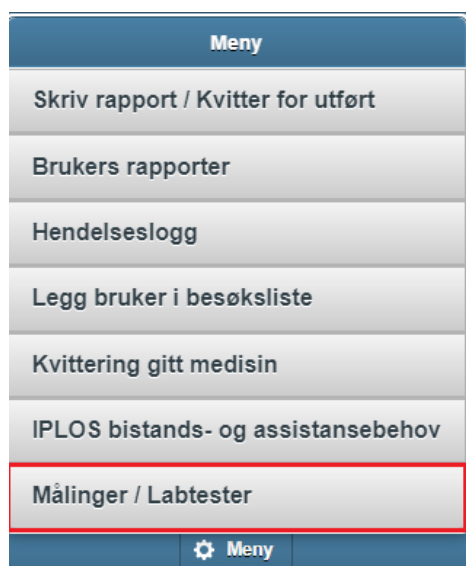 Meny
Skriv rapport / Kvitter for utført
Brukers rapporter
Hendelseslogg
Legg bruker i besøksliste
Kvittering gitt medisin
IPLOS bistands- og assistansebehov
Målinger / Labtester
Meny